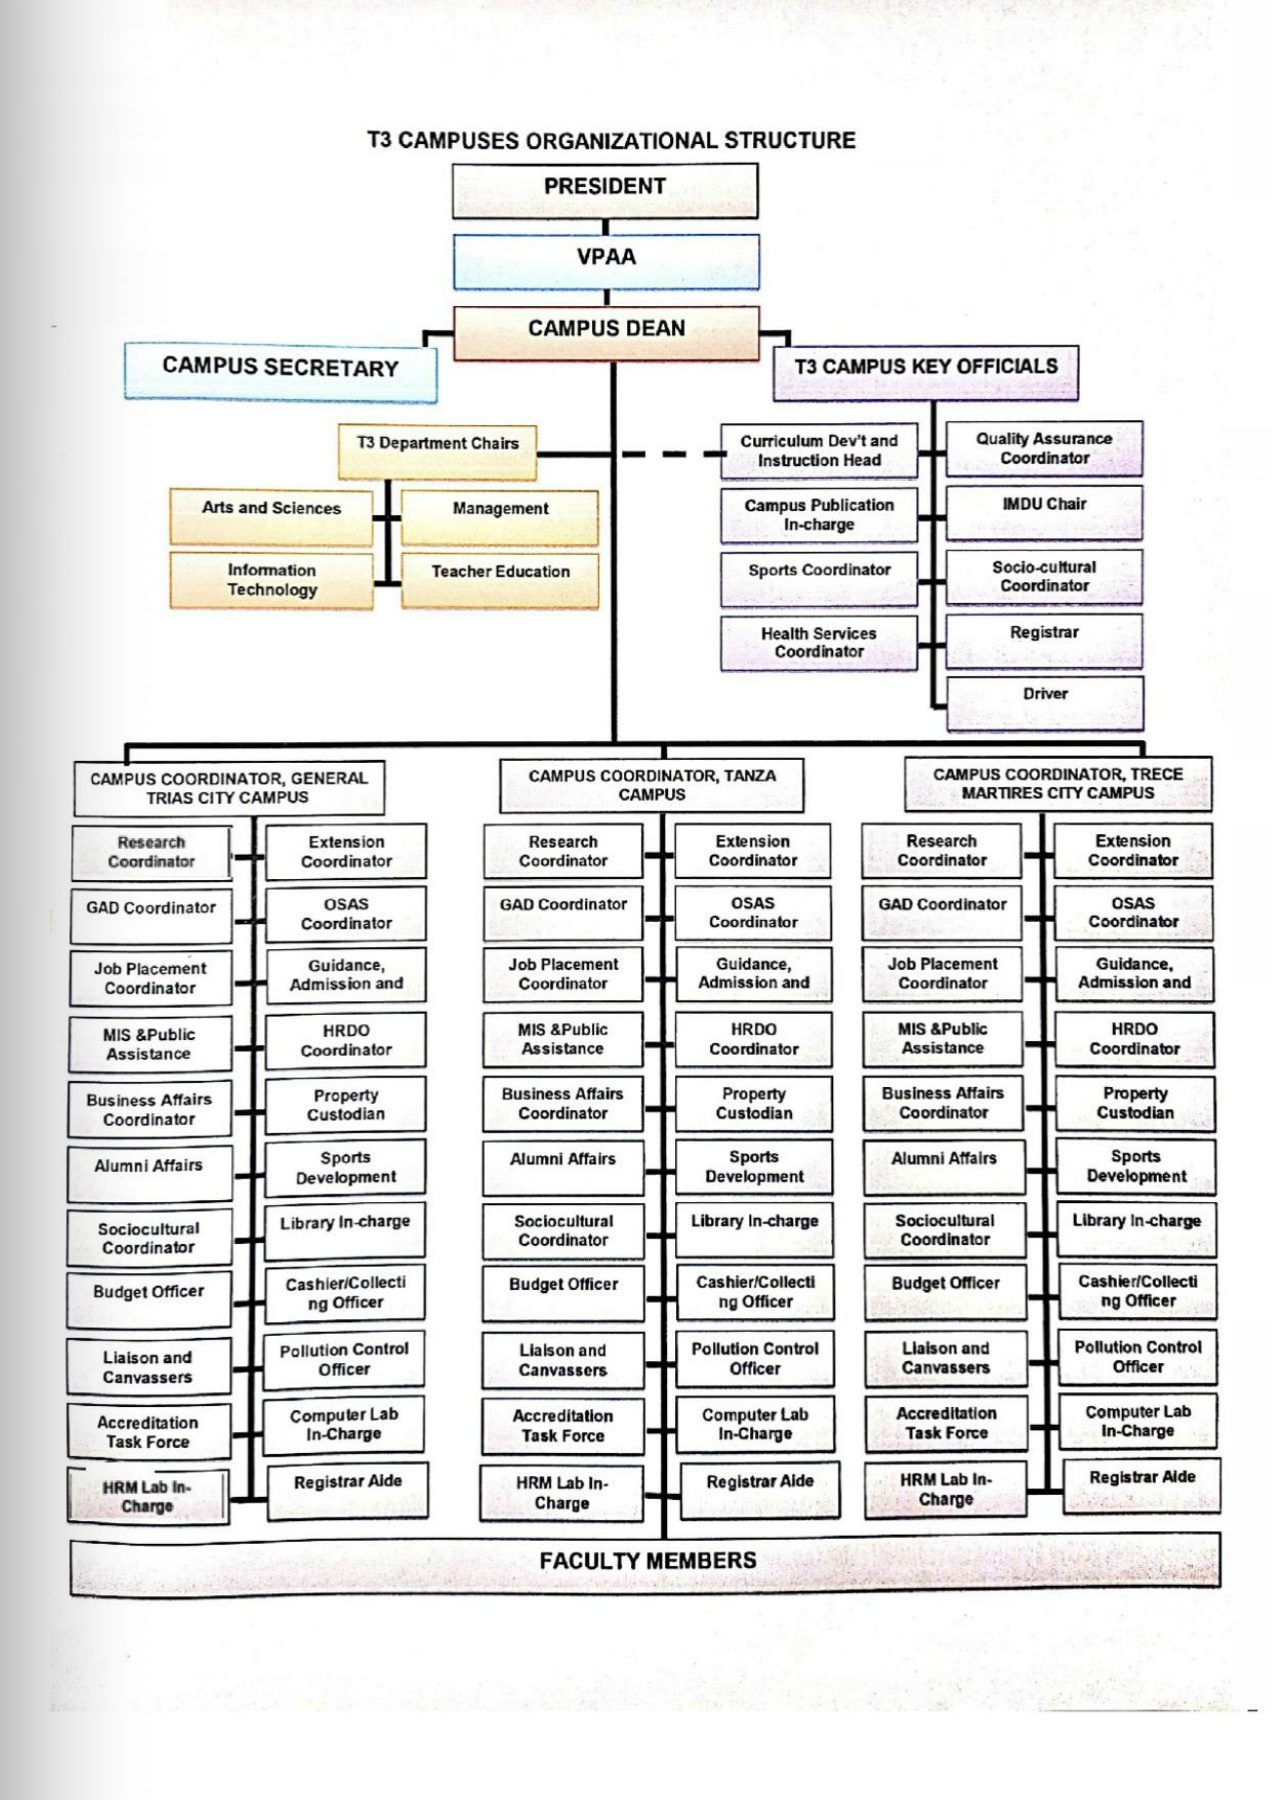 T3 CAMPUSES ORGANIZATIONAL STRUCTURE
PRESIDENT
VPAA
CAMPUS DEAN
CAMPUS SECRETARY
T3 CAMPUS KEY OFFICIALS
T3 Department Chairs
Arts and Sciences
Management
Information
Technology
Teacher Education
Curriculum Dev't and
Instruction Head
Quality Assurance
Coordinator
Campus Publication
In-charge
IMDU Chair
Sports Coordinator
Socio-cultural
Coordinator
Health Services
Coordinator
Registrar
Driver
CAMPUS COORDINATOR, GENERAL
TRIAS CITY CAMPUS
Research
Coordinator
Extension
Coordinator
GAD Coordinator
OSAS
Coordinator
Job Placement
Coordinator
Guidance,
Admission and
MIS &Public
Assistance
HRDO
Coordinator
Business Affairs
Coordinator
Property
Custodian
Alumni Affairs
Sports
Development
Sociocultural
Coordinator
Library In-charge
Budget Officer
Cashier/Collecti
ng Officer
Liaison and
Canvassers
Pollution Control
Officer
Accreditation
Task Force
Computer Lab
In-Charge
HRM Lab In-
Charge
Registrar Aide
CAMPUS COORDINATOR, TANZA
CAMPUS
Research
Coordinator
Extension
Coordinator
GAD Coordinator
OSAS
Coordinator
Job Placement
Coordinator
Guidance,
Admission and
MIS &Public
Assistance
HRDO
Coordinator
Business Affairs
Coordinator
Property
Custodian
Alumni Affairs
Sports
Development
Sociocultural
Coordinator
Library In-charge
Budget Officer
Cashier/Collecti
ng Officer
Liaison and
Canvassers
Pollution Control
Officer
Accreditation
Task Force
Computer Lab
In-Charge
HRM Lab In-
Charge
Registrar Aide
CAMPUS COORDINATOR, TRECE
MARTIRES CITY CAMPUS
Research
Coordinator
Extension
Coordinator
GAD Coordinator
OSAS
Coordinator
Job Placement
Coordinator
Guidance,
Admission and
MIS &Public
Assistance
HRDO
Coordinator
Business Affairs
Coordinator
Property
Custodian
Alumni Affairs
Sports
Development
Sociocultural
Coordinator
Library In-charge
Budget Officer
Cashier/Collecti
ng Officer
Liaison and
Canvassers
Pollution Control
Officer
Accreditation
Task Force
Computer Lab
In-Charge
HRM Lab In-
Charge
Registrar Aide
FACULTY MEMBERS